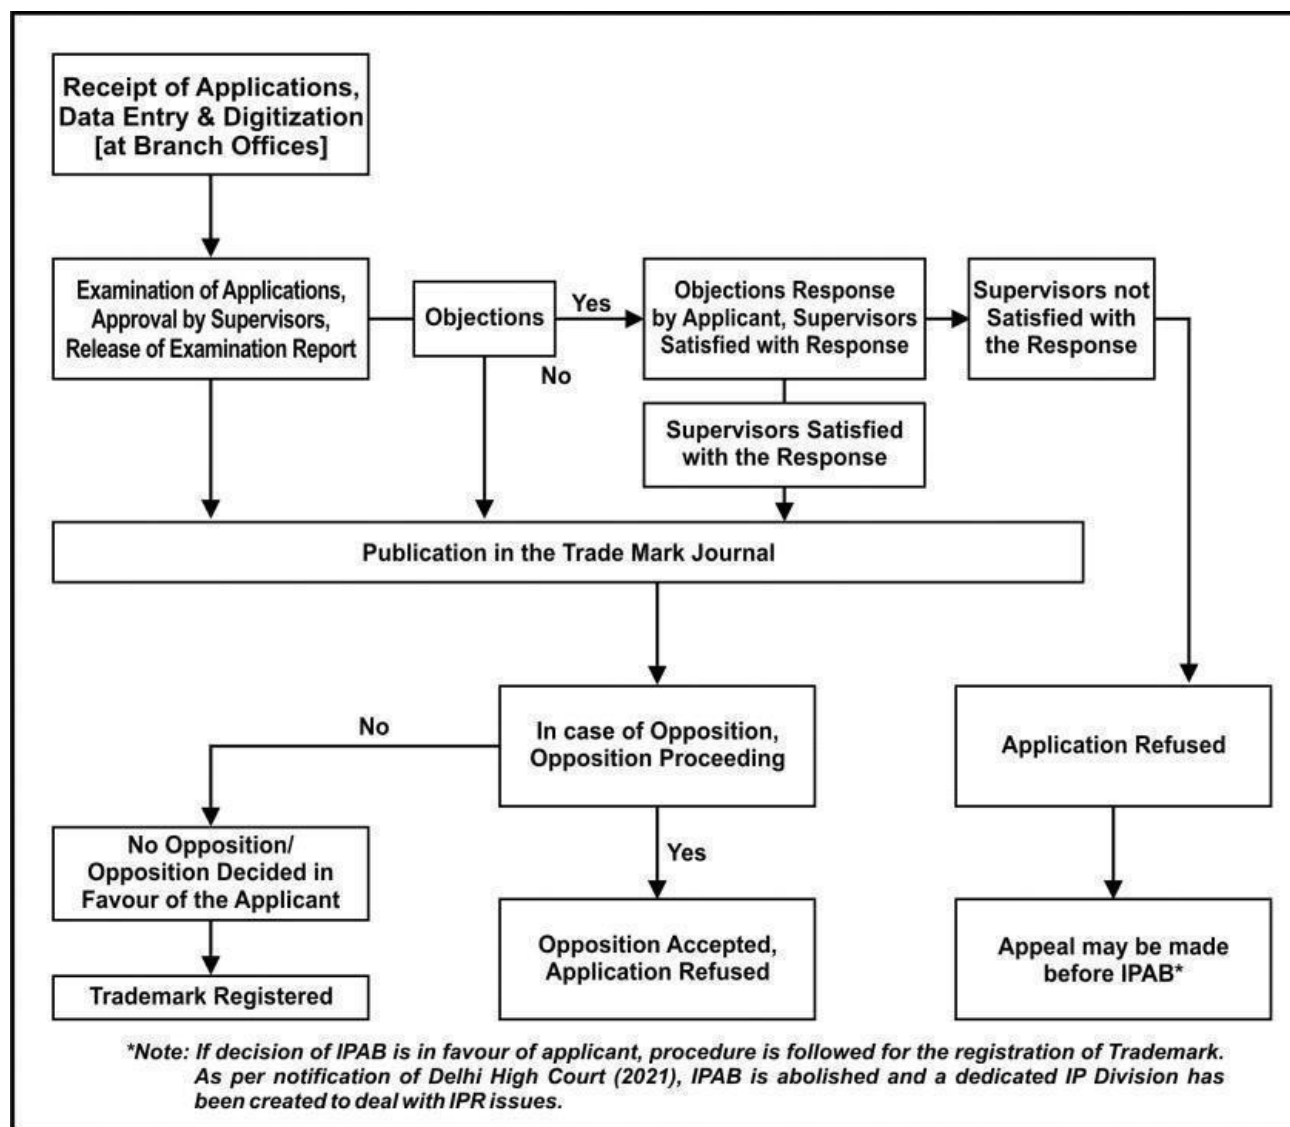 Receipt of Applications,
Data Entry & Digitization
[at Branch Offices]
Examination of Applications,
Approval by Supervisors,
Release of Examination Report
Objections
Yes
No
Objections Response
by Applicant, Supervisors
Satisfied with Response
Supervisors not
Satisfied with
the Response
Supervisors Satisfied
with the Response
Publication in the Trade Mark Journal
No
In case of Opposition,
Opposition Proceeding
Application Refused
No Opposition/
Opposition Decided in
Favour of the Applicant
Yes
Trademark Registered
Opposition Accepted,
Application Refused
Appeal may be made
before IPAB*
*Note: If decision of IPAB is in favour of applicant, procedure is followed for the registration of Trademark.
As per notification of Delhi High Court (2021), IPAB is abolished and a dedicated IP Division has
been created to deal with IPR issues.